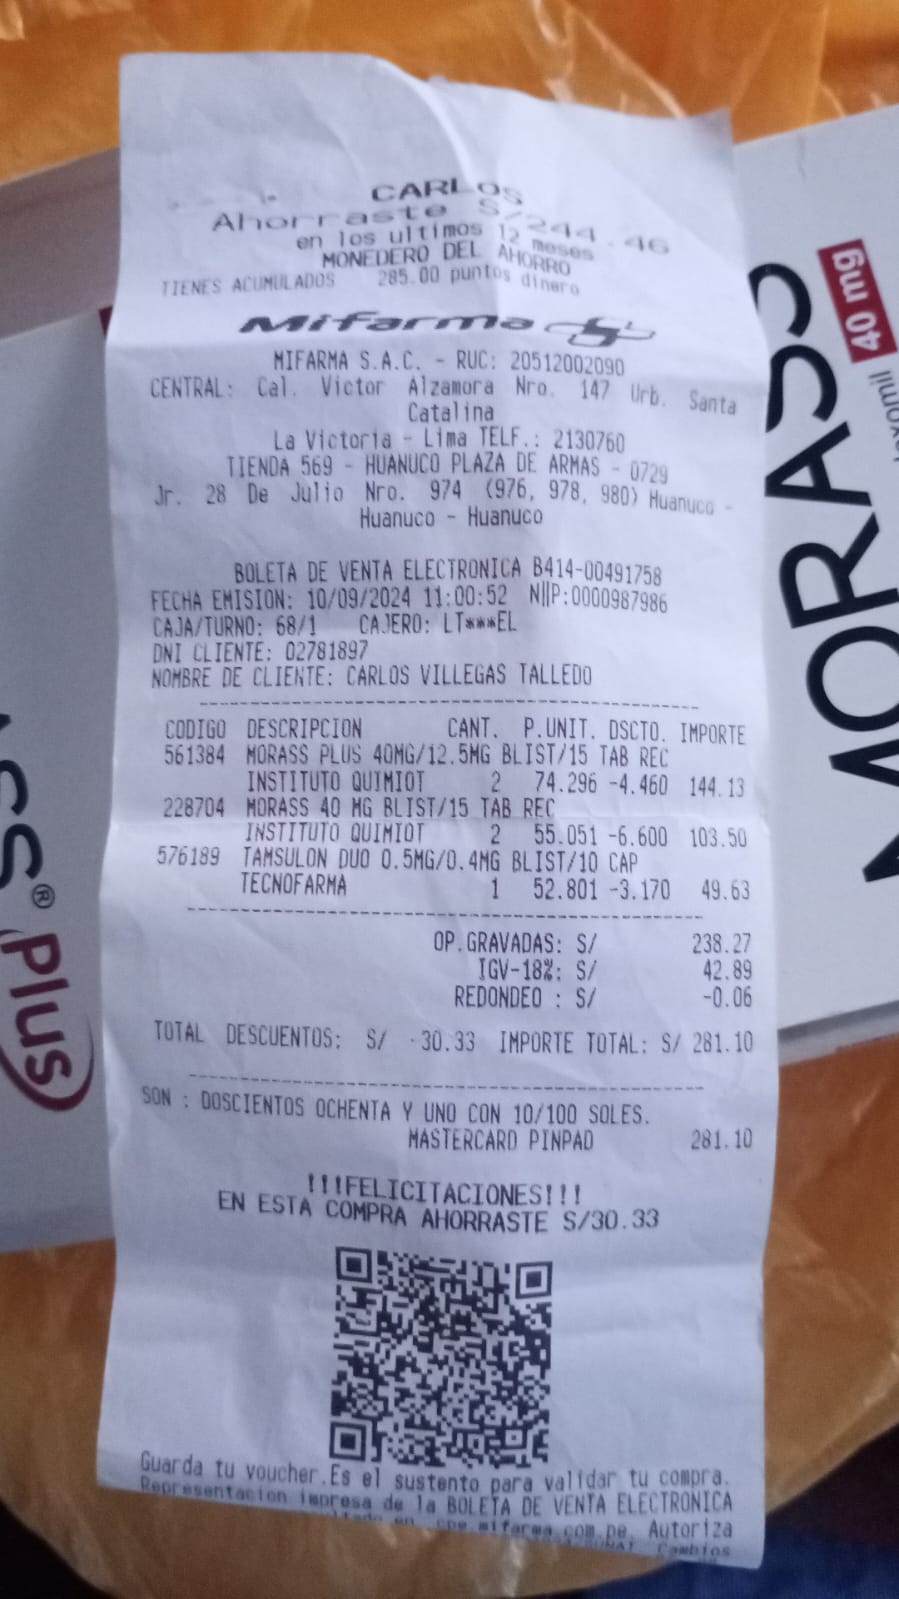 CARLOS
Ahorraste S/244.46
en los ultimos 12 meses
MONEDERO DEL AHORRO
TIENES ACUMULADOS 285.00 puntos dinero
Mifarma
MIFARMA S.A.C. - RUC: 20512002090
CENTRAL: Cal. Victor Alzamora Nro. 147 Urb. Santa
Catalina
La Victoria - Lima TELF.: 2130760
TIENDA 569 - HUANUCO PLAZA DE ARMAS - 0729
Jr. 28 De Julio Nro. 974 (976, 978, 980) Huanuco -
Huanuco - Huanuco
BOLETA DE VENTA ELECTRONICA B414-00491758
FECHA EMISION: 10/09/2024 11:00:52 N||P:0000987986
CAJA/TURNO: 68/1 CAJERO: LT***EL
DNI CLIENTE: 02781897
NOMBRE DE CLIENTE: CARLOS VILLEGAS TALLEDO
CODIGO DESCRIPCION CANT. P.UNIT. DSCTO. IMPORTE
561384 MORASS PLUS 40MG/12.5MG BLIST/15 TAB REC
INSTITUTO QUIMIOT 2 74.296 -4.460 144.13
228704 MORASS 40 MG BLIST/15 TAB REC
INSTITUTO QUIMIOT 2 55.051 -6.600 103.50
576189 TAMSULON DUO 0.5MG/0.4MG BLIST/10 CAP
TECNOFARMA 1 52.801 -3.170 49.63
OP.GRAVADAS: S/ 238.27
IGV-18%: S/ 42.89
REDONDEO : S/ -0.06
TOTAL DESCUENTOS: S/ -30.33 IMPORTE TOTAL: S/ 281.10
SON : DOSCIENTOS OCHENTA Y UNO CON 10/100 SOLES.
MASTERCARD PINPAD 281.10
!!!FELICITACIONES!!!
EN ESTA COMPRA AHORRASTE S/30.33
Guarda tu voucher.Es el sustento para validar tu compra.
Representacion impresa de la BOLETA DE VENTA ELECTRONICA
en cpe.mifarma.com.pe. Autoriza
Cambios
MORASS
40 mg
SS® Plus